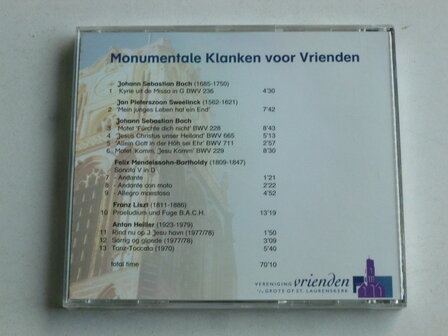 Monumentale Klanken voor Vrienden
Johann Sebastian Bach (1685-1750)
1 Kyrie uit de Missa in G BWV 236 4'30
Jan Pieterszoon Sweelinck (1562-1621)
2 'Mein junges Leben hat ein End' 7'42
Johann Sebastian Bach
3 Motet 'Fürchte dich nicht' BWV 228 8'43
4 'Jesus Christus unser Heiland' BWV 665 5'13
5 'Allein Gott in der Höh sei Ehr' BWV 711 2'57
6 Motet 'Komm, Jesu Komm' BWV 229 8'30
Felix Mendelssohn-Bartholdy (1809-1847)
Sonata V in D
7 - Andante 1'21
8 - Andante con moto 2'22
9 - Allegro maestoso 4'52
Franz Liszt (1811-1886)
10 Praeludium und Fuge B.A.C.H. 13'19
Anton Heiller (1923-1979)
11 Rind nu op J Jesu navn (1977/78) 1'50
12 Sörrig og glaede (1977/78) 3'09
13 Tanz-Toccata (1970) 5'40
total time 70'10
VERENIGING vrienden
v/d GROTE OF ST. LAURENSKERK